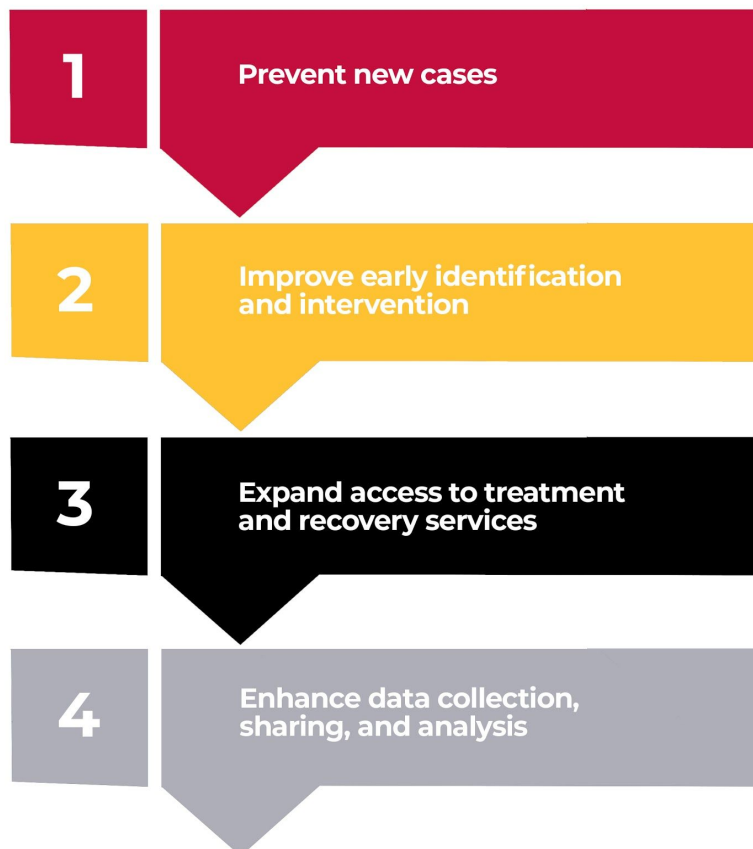 1
Prevent new cases
2
Improve early identification
and intervention
3
Expand access to treatment
and recovery services
4
Enhance data collection,
sharing, and analysis